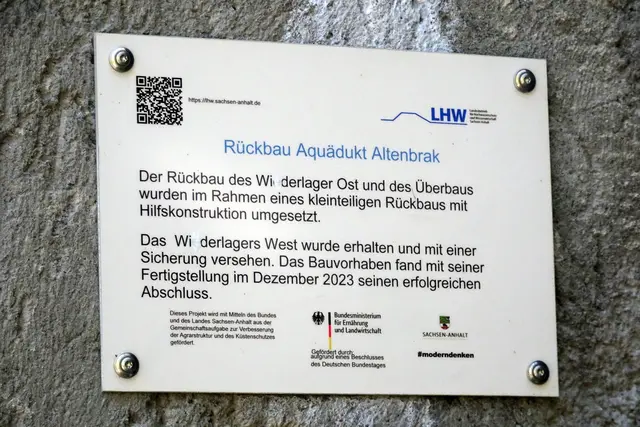 https://lhw.sachsen-anhalt.de
LHW
Rückbau Aquädukt Altenbrak
Der Rückbau des Wi derlager Ost und des Überbaus
wurden im Rahmen eines kleinteiligen Rückbaus mit
Hilfskonstruktion umgesetzt.
Das Wi derlagers West wurde erhalten und mit einer
Sicherung versehen. Das Bauvorhaben fand mit seiner
Fertigstellung im Dezember 2023 seinen erfolgreichen
Abschluss.
Dieses Projekt wird mit Mitteln des Bundes
und des Landes Sachsen-Anhalt aus der
Gemeinschaftsaufgabe zur Verbesserung
der Agrarstruktur und des Küstenschutzes
gefördert.
Bundesministerium
für Ernährung
und Landwirtschaft
Gefördert durch:
aufgrund eines Beschlusses
des Deutschen Bundestages
SACHSEN-ANHALT
#moderndenken